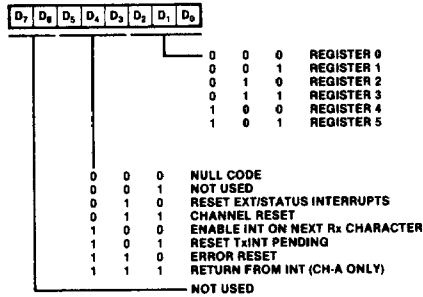 D7 D6 D5 D4 D3 D2 D1 D0
0 0 0 REGISTER 0
0 0 1 REGISTER 1
0 1 0 REGISTER 2
0 1 1 REGISTER 3
1 0 0 REGISTER 4
1 0 1 REGISTER 5
0 0 0 NULL CODE
0 0 1 NOT USED
0 1 0 RESET EXT/STATUS INTERRUPTS
0 1 1 CHANNEL RESET
1 0 0 ENABLE INT ON NEXT Rx CHARACTER
1 0 1 RESET TxINT PENDING
1 1 0 ERROR RESET
1 1 1 RETURN FROM INT (CH-A ONLY)
NOT USED